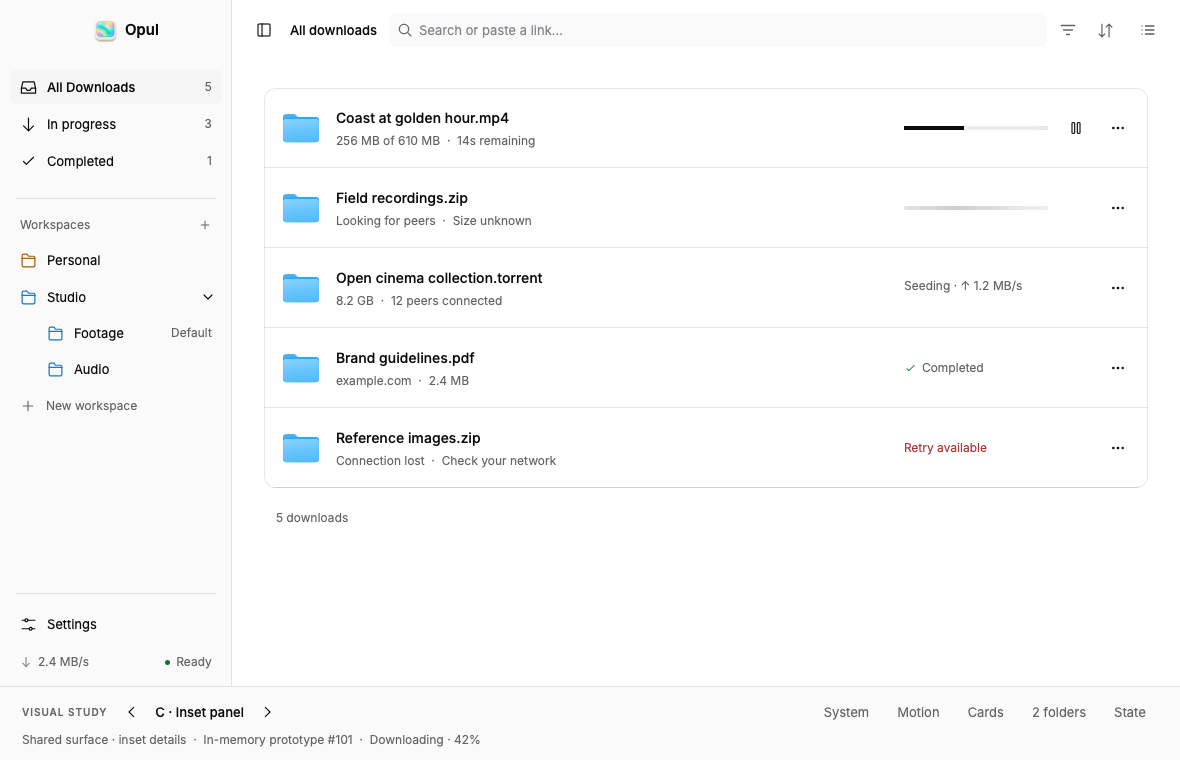 Opul
All Downloads 5
In progress 3
Completed 1
Workspaces
Personal
Studio
Footage Default
Audio
New workspace
Settings
2.4 MB/s Ready
All downloads
Search or paste a link...
Coast at golden hour.mp4
256 MB of 610 MB · 14s remaining
Field recordings.zip
Looking for peers · Size unknown
Open cinema collection.torrent
8.2 GB · 12 peers connected
Seeding · ↑ 1.2 MB/s
Brand guidelines.pdf
example.com · 2.4 MB
Completed
Reference images.zip
Connection lost · Check your network
Retry available
5 downloads
VISUAL STUDY C · Inset panel System Motion Cards 2 folders State
Shared surface · inset details · In-memory prototype #101 · Downloading · 42%